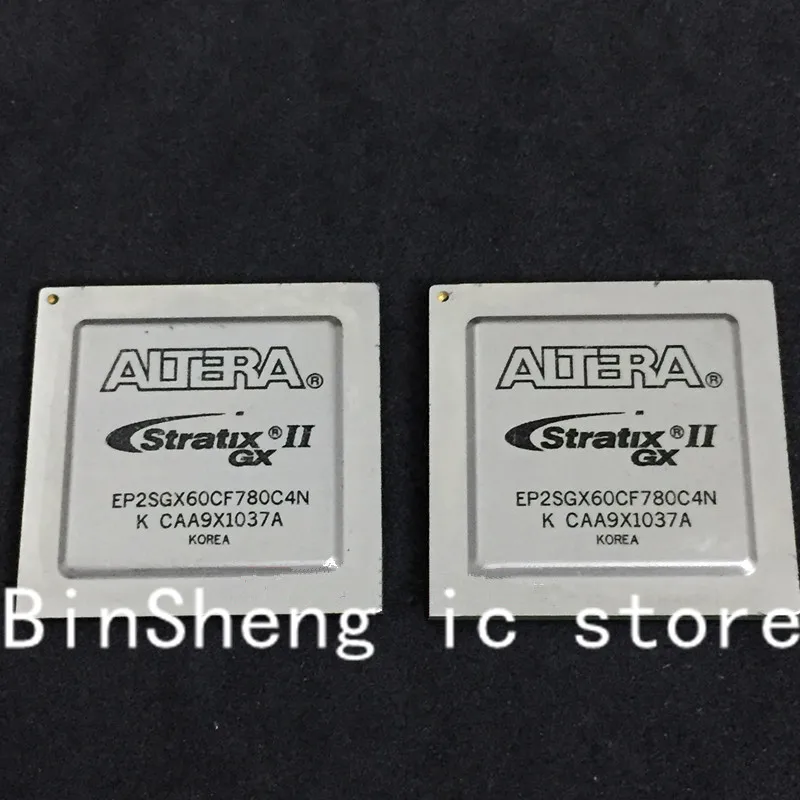 ALTERA®
Stratix® II
GX
EP2SGX60CF780C4N
K CAA9X1037A
KOREA
ALTERA®
Stratix® II
GX
EP2SGX60CF780C4N
K CAA9X1037A
KOREA
BinSheng ic store